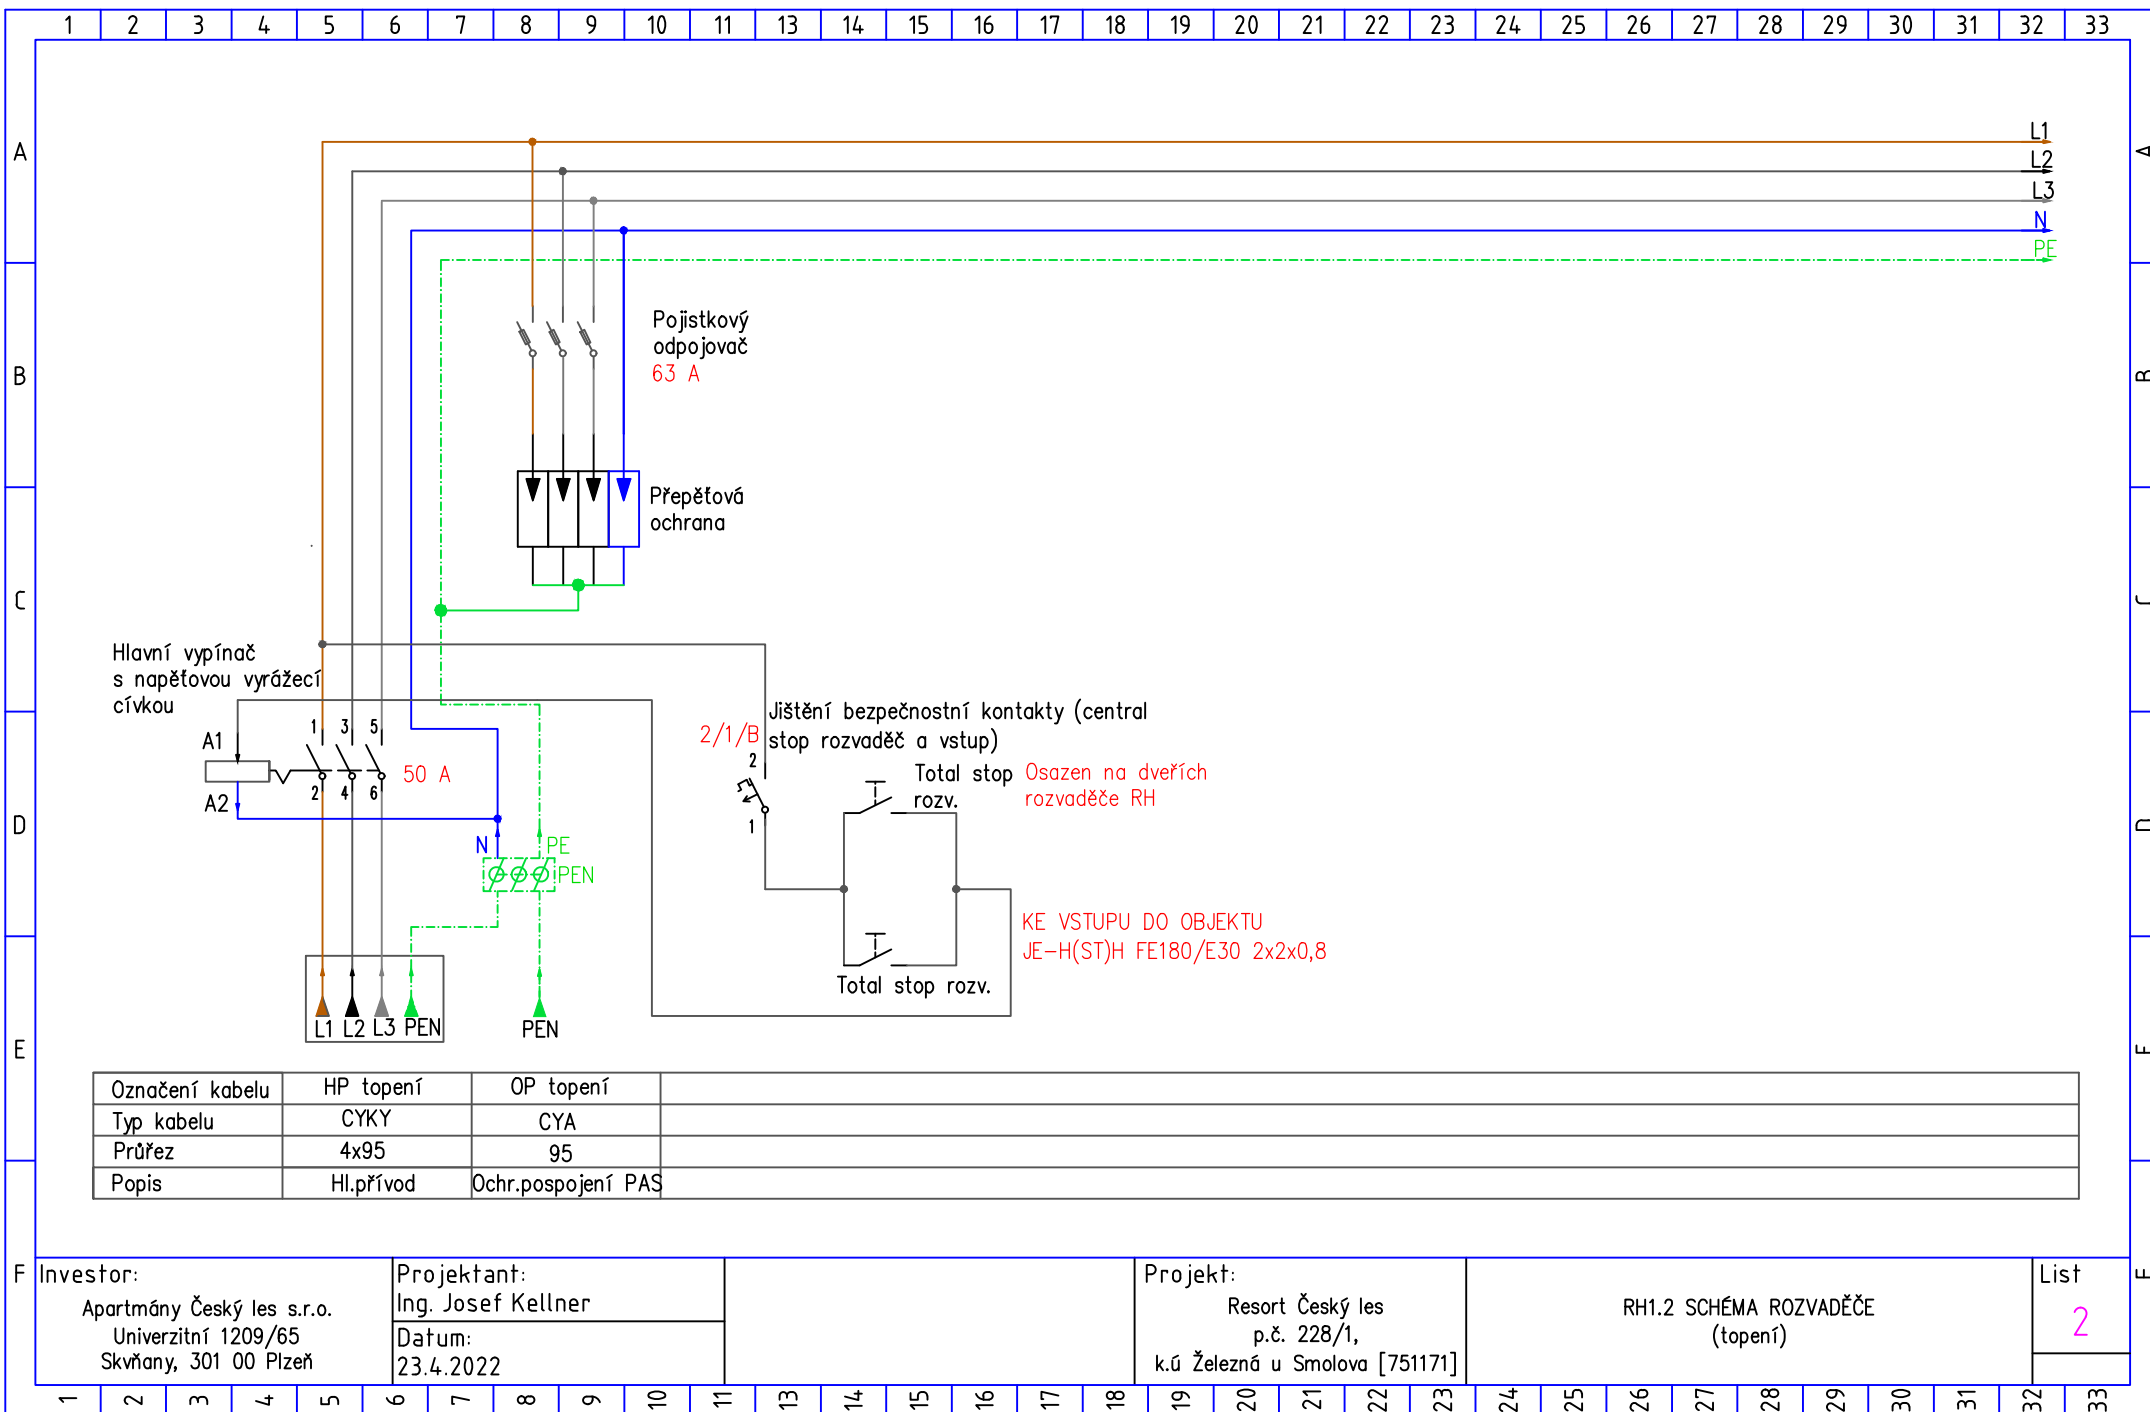 1 2 3 4 5 6 7 8 9 10 11 12 13 14 15 16 17 18 19 20 21 22 23 24 25 26 27 28 29 30 31 32 33
A
L1
A
L2
L3
N
PE
Pojistkový
odpojovač
63 A
B
B
Přepěťová
ochrana
C
C
Hlavní vypínač
s napěťovou vyrážecí
cívkou
A1
1 3 5
50 A
A2
2 4 6
2/1/B
Jištění bezpečnostní kontakty (central
stop rozvaděč a vstup)
2
1
Total stop
rozv.
Osazen na dveřích
rozvaděče RH
D
D
N
PE
PEN
KE VSTUPU DO OBJEKTU
JE-H(ST)H FE180/E30 2x2x0,8
Total stop rozv.
L1 L2 L3 PEN
PEN
E
E
Označení kabelu HP topení OP topení
Typ kabelu CYKY CYA
Průřez 4x95 95
Popis Hl.přívod Ochr.pospojení PAS
F
F
Investor:
Apartmány Český les s.r.o.
Univerzitní 1209/65
Skvňany, 301 00 Plzeň
Projektant:
Ing. Josef Kellner
Datum:
23.4.2022
Projekt:
Resort Český les
p.č. 228/1,
k.ú Železná u Smolova [751171]
RH1.2 SCHÉMA ROZVADĚČE
(topení)
List
2
1 2 3 4 5 6 7 8 9 10 11 13 14 15 16 17 18 19 20 21 22 23 24 25 26 27 28 29 30 31 32 33